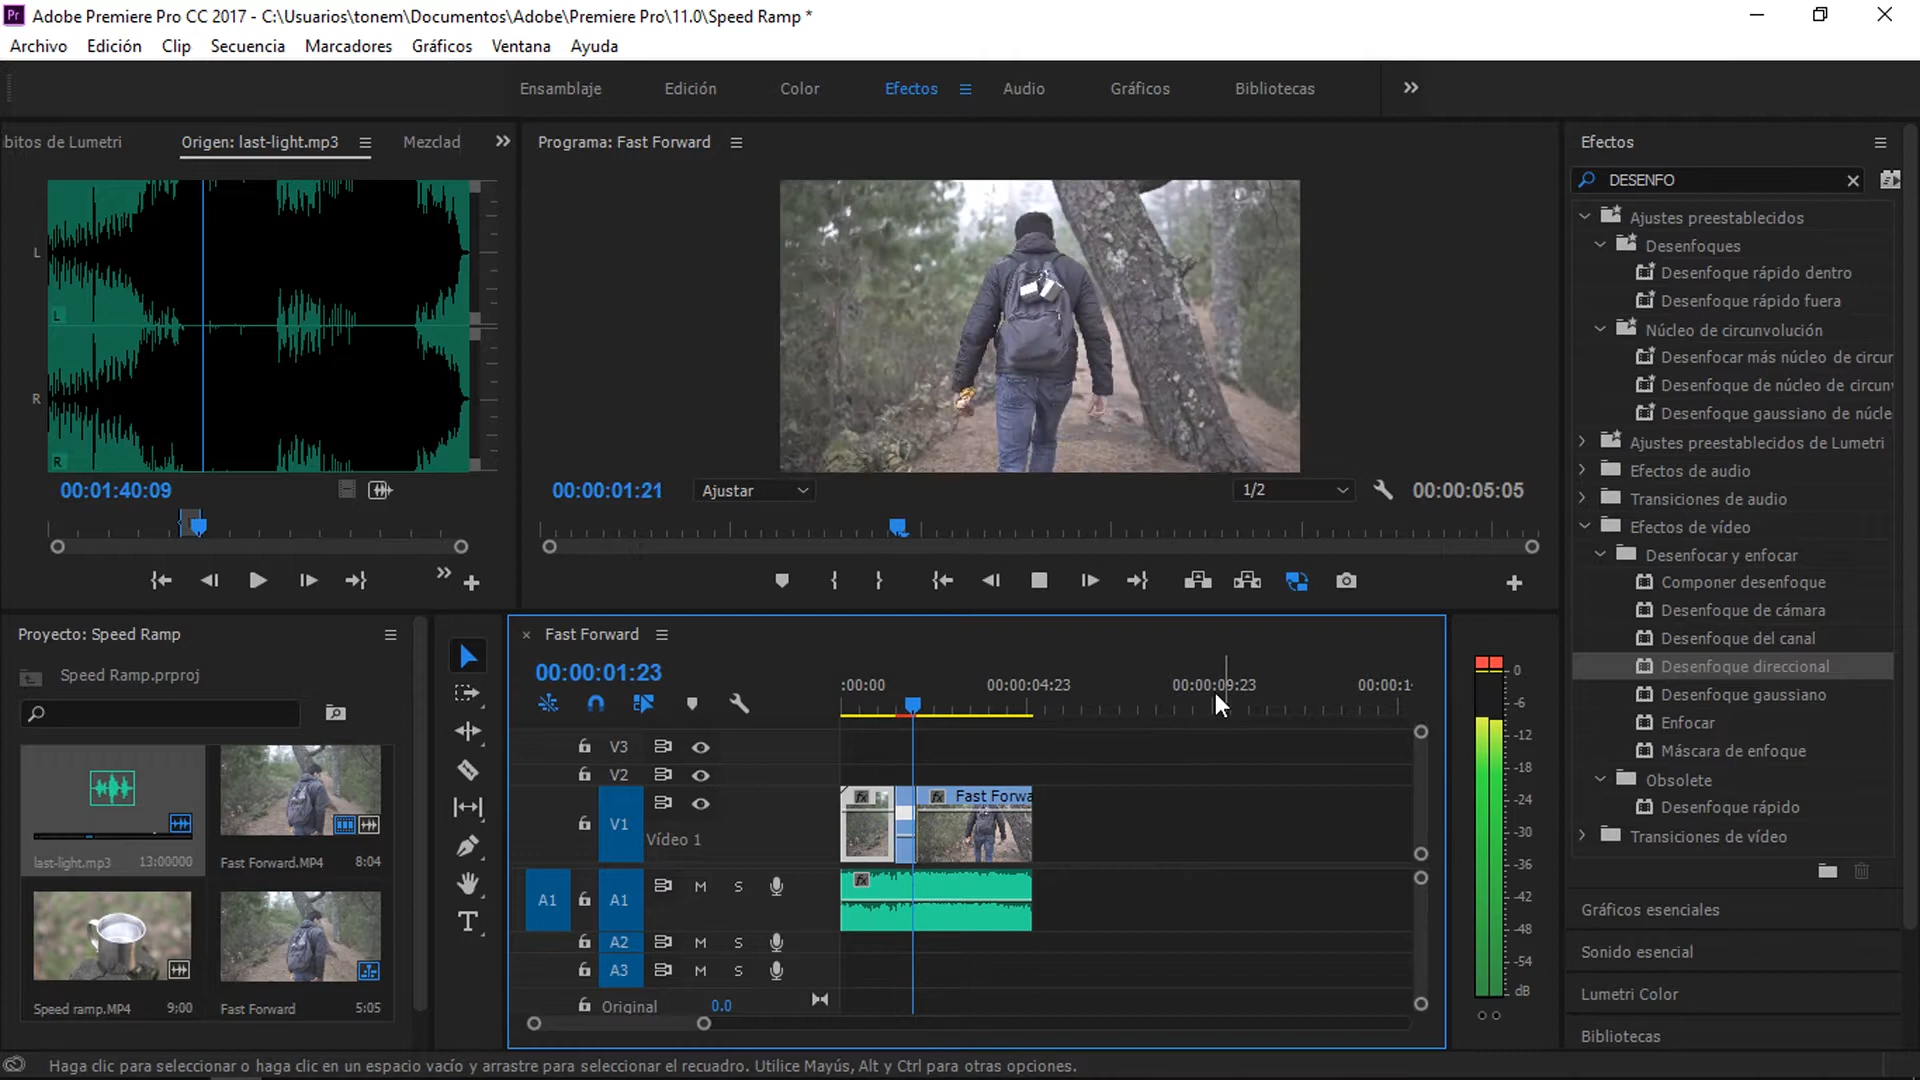 Pr Adobe Premiere Pro CC 2017 - C:\Usuarios\tonem\Documentos\Adobe\Premiere Pro\11.0\Speed Ramp *
Archivo Edición Clip Secuencia Marcadores Gráficos Ventana Ayuda
Ensamblaje Edición Color Efectos Audio Gráficos Bibliotecas
bitos de Lumetri Origen: last-light.mp3 Mezclad
L
L
R
R
00:01:40:09
Programa: Fast Forward
00:00:01:21 Ajustar 1/2 00:00:05:05
Efectos
DESENFO
Ajustes preestablecidos
Desenfoques
Desenfoque rápido dentro
Desenfoque rápido fuera
Núcleo de circunvolución
Desenfocar más núcleo de circur
Desenfoque de núcleo de circun
Desenfoque gaussiano de núcle
Ajustes preestablecidos de Lumetri
Efectos de audio
Transiciones de audio
Efectos de vídeo
Desenfocar y enfocar
Componer desenfoque
Desenfoque de cámara
Desenfoque del canal
Desenfoque direccional
Desenfoque gaussiano
Enfocar
Máscara de enfoque
Obsolete
Desenfoque rápido
Transiciones de vídeo
Gráficos esenciales
Sonido esencial
Lumetri Color
Bibliotecas
Proyecto: Speed Ramp
Speed Ramp.prproj
last-light.mp3 13:00000
Fast Forward.MP4 8:04
Speed ramp.MP4 9;00
Fast Forward 5:05
T
× Fast Forward
00:00:01:23
:00:00 00:00:04:23 00:00:09:23 00:00:1
V3
V2
V1 Vídeo 1
fx fx Fast Forwa
A1 A1 M S
fx
A2 M S
A3 M S
Original 0.0
0
-6
-12
-18
-24
-30
-36
-42
-48
-54
dB
Haga clic para seleccionar o haga clic en un espacio vacío y arrastre para seleccionar el recuadro. Utilice Mayús, Alt y Ctrl para otras opciones.